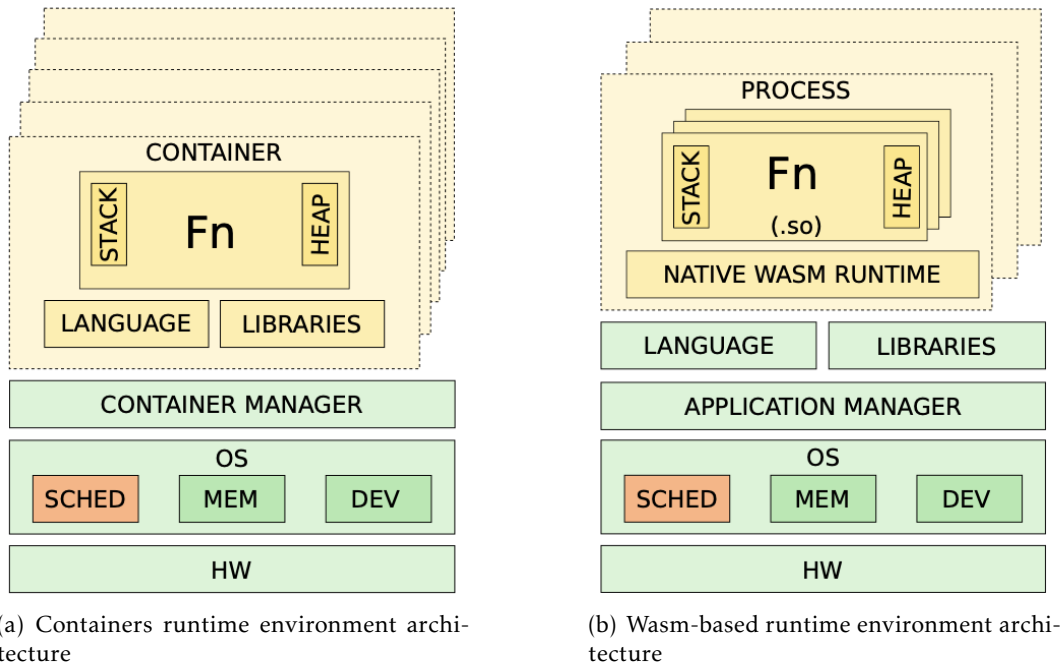 CONTAINER
STACK
Fn
HEAP
LANGUAGE
LIBRARIES
CONTAINER MANAGER
OS
SCHED
MEM
DEV
HW
(a) Containers runtime environment archi-
tecture
PROCESS
STACK
Fn
(.so)
HEAP
NATIVE WASM RUNTIME
LANGUAGE
LIBRARIES
APPLICATION MANAGER
OS
SCHED
MEM
DEV
HW
(b) Wasm-based runtime environment archi-
tecture